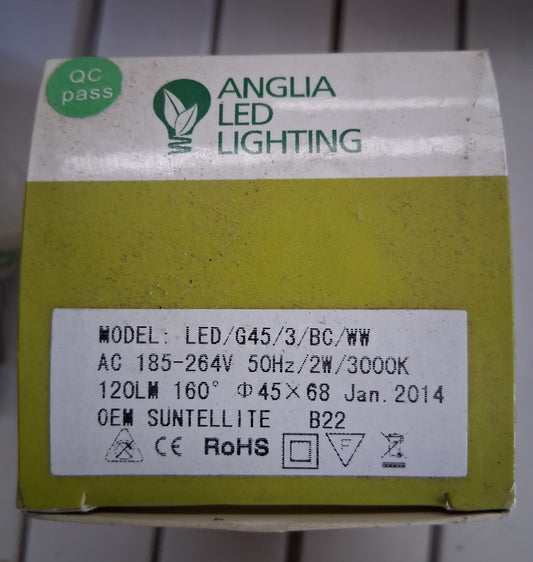 QC
pass
ANGLIA
LED
LIGHTING
MODEL: LED/G45/3/BC/WW
AC 185-264V 50Hz/2W/3000K
120LM 160° Φ45×68 Jan.2014
OEM SUNTELLITE B22
CE RoHS F